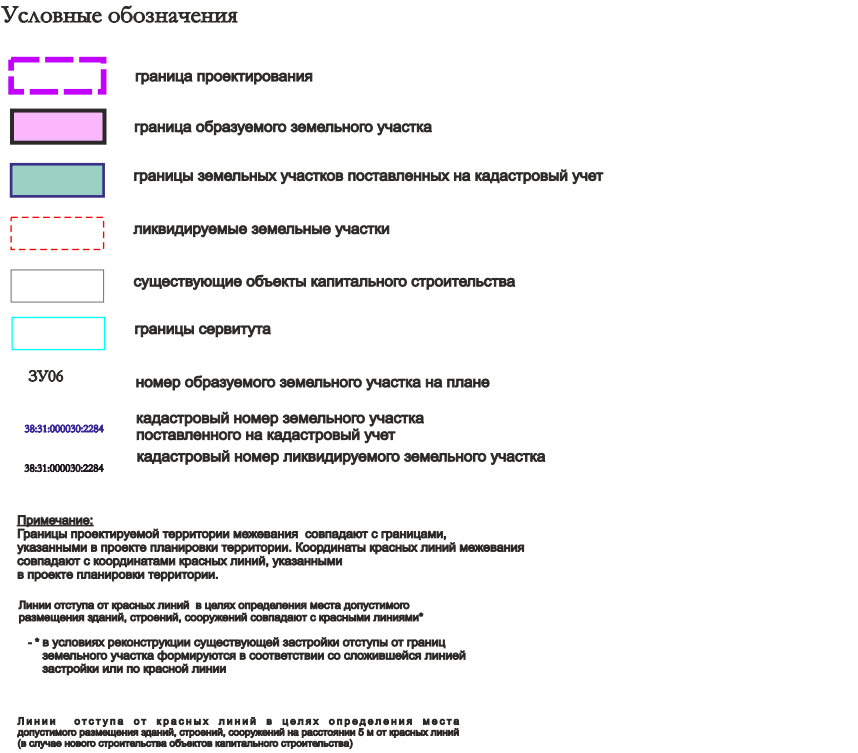 Условные обозначения
граница проектирования
граница образуемого земельного участка
границы земельных участков поставленных на кадастровый учет
ликвидируемые земельные участки
существующие объекты капитального строительства
границы сервитута
ЗУ06
номер образуемого земельного участка на плане
38:31:000030:2284
кадастровый номер земельного участка
поставленного на кадастровый учет
38:31:000030:2284
кадастровый номер ликвидируемого земельного участка
Примечание:
Границы проектируемой территории межевания совпадают с границами,
указанными в проекте планировки территории. Координаты красных линий межевания
совпадают с координатами красных линий, указанными
в проекте планировки территории.
Линии отступа от красных линий в целях определения места допустимого
размещения зданий, строений, сооружений совпадают с красными линиями*
- * в условиях реконструкции существующей застройки отступы от границ
земельного участка формируются в соответствии со сложившейся линией
застройки или по красной линии
Линии отступа от красных линий в целях определения места
допустимого размещения зданий, строений, сооружений на расстоянии 5 м от красных линий
(в случае нового строительства объектов капитального строительства)